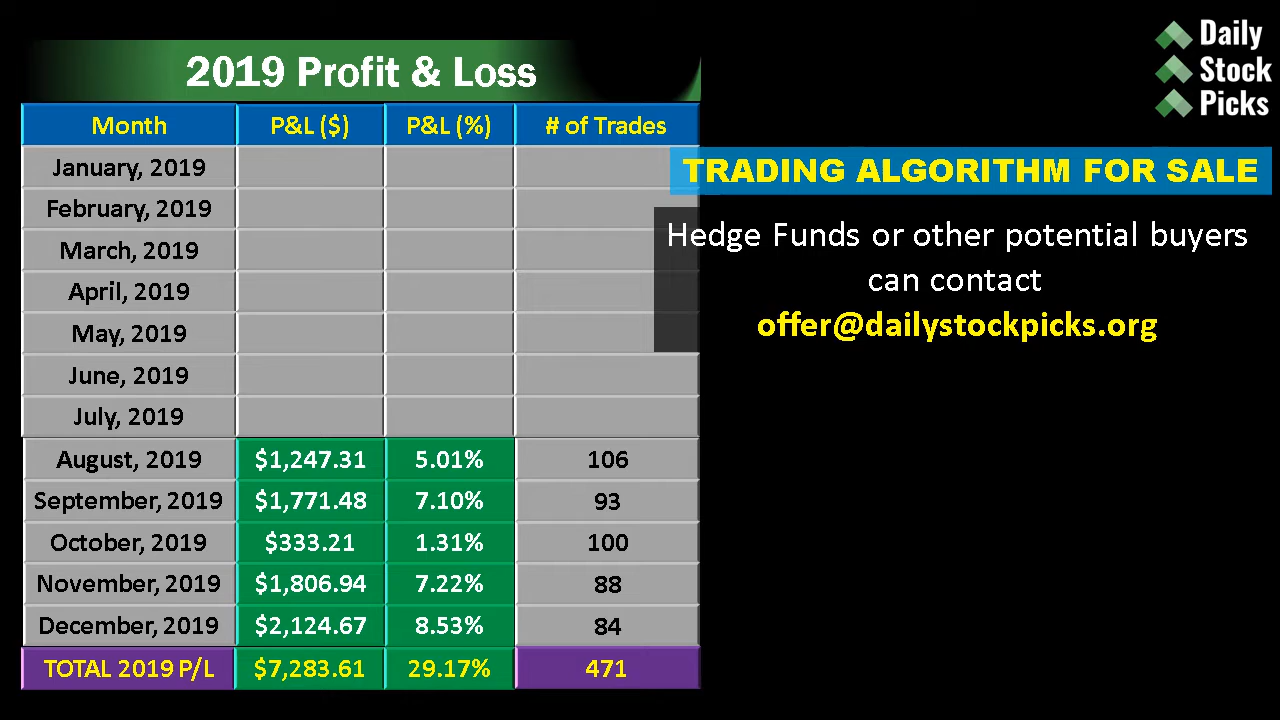 2019 Profit & Loss
Month P&L ($) P&L (%) # of Trades
January, 2019
February, 2019
March, 2019
April, 2019
May, 2019
June, 2019
July, 2019
August, 2019 $1,247.31 5.01% 106
September, 2019 $1,771.48 7.10% 93
October, 2019 $333.21 1.31% 100
November, 2019 $1,806.94 7.22% 88
December, 2019 $2,124.67 8.53% 84
TOTAL 2019 P/L $7,283.61 29.17% 471
Daily
Stock
Picks
TRADING ALGORITHM FOR SALE
Hedge Funds or other potential buyers
can contact
offer@dailystockpicks.org